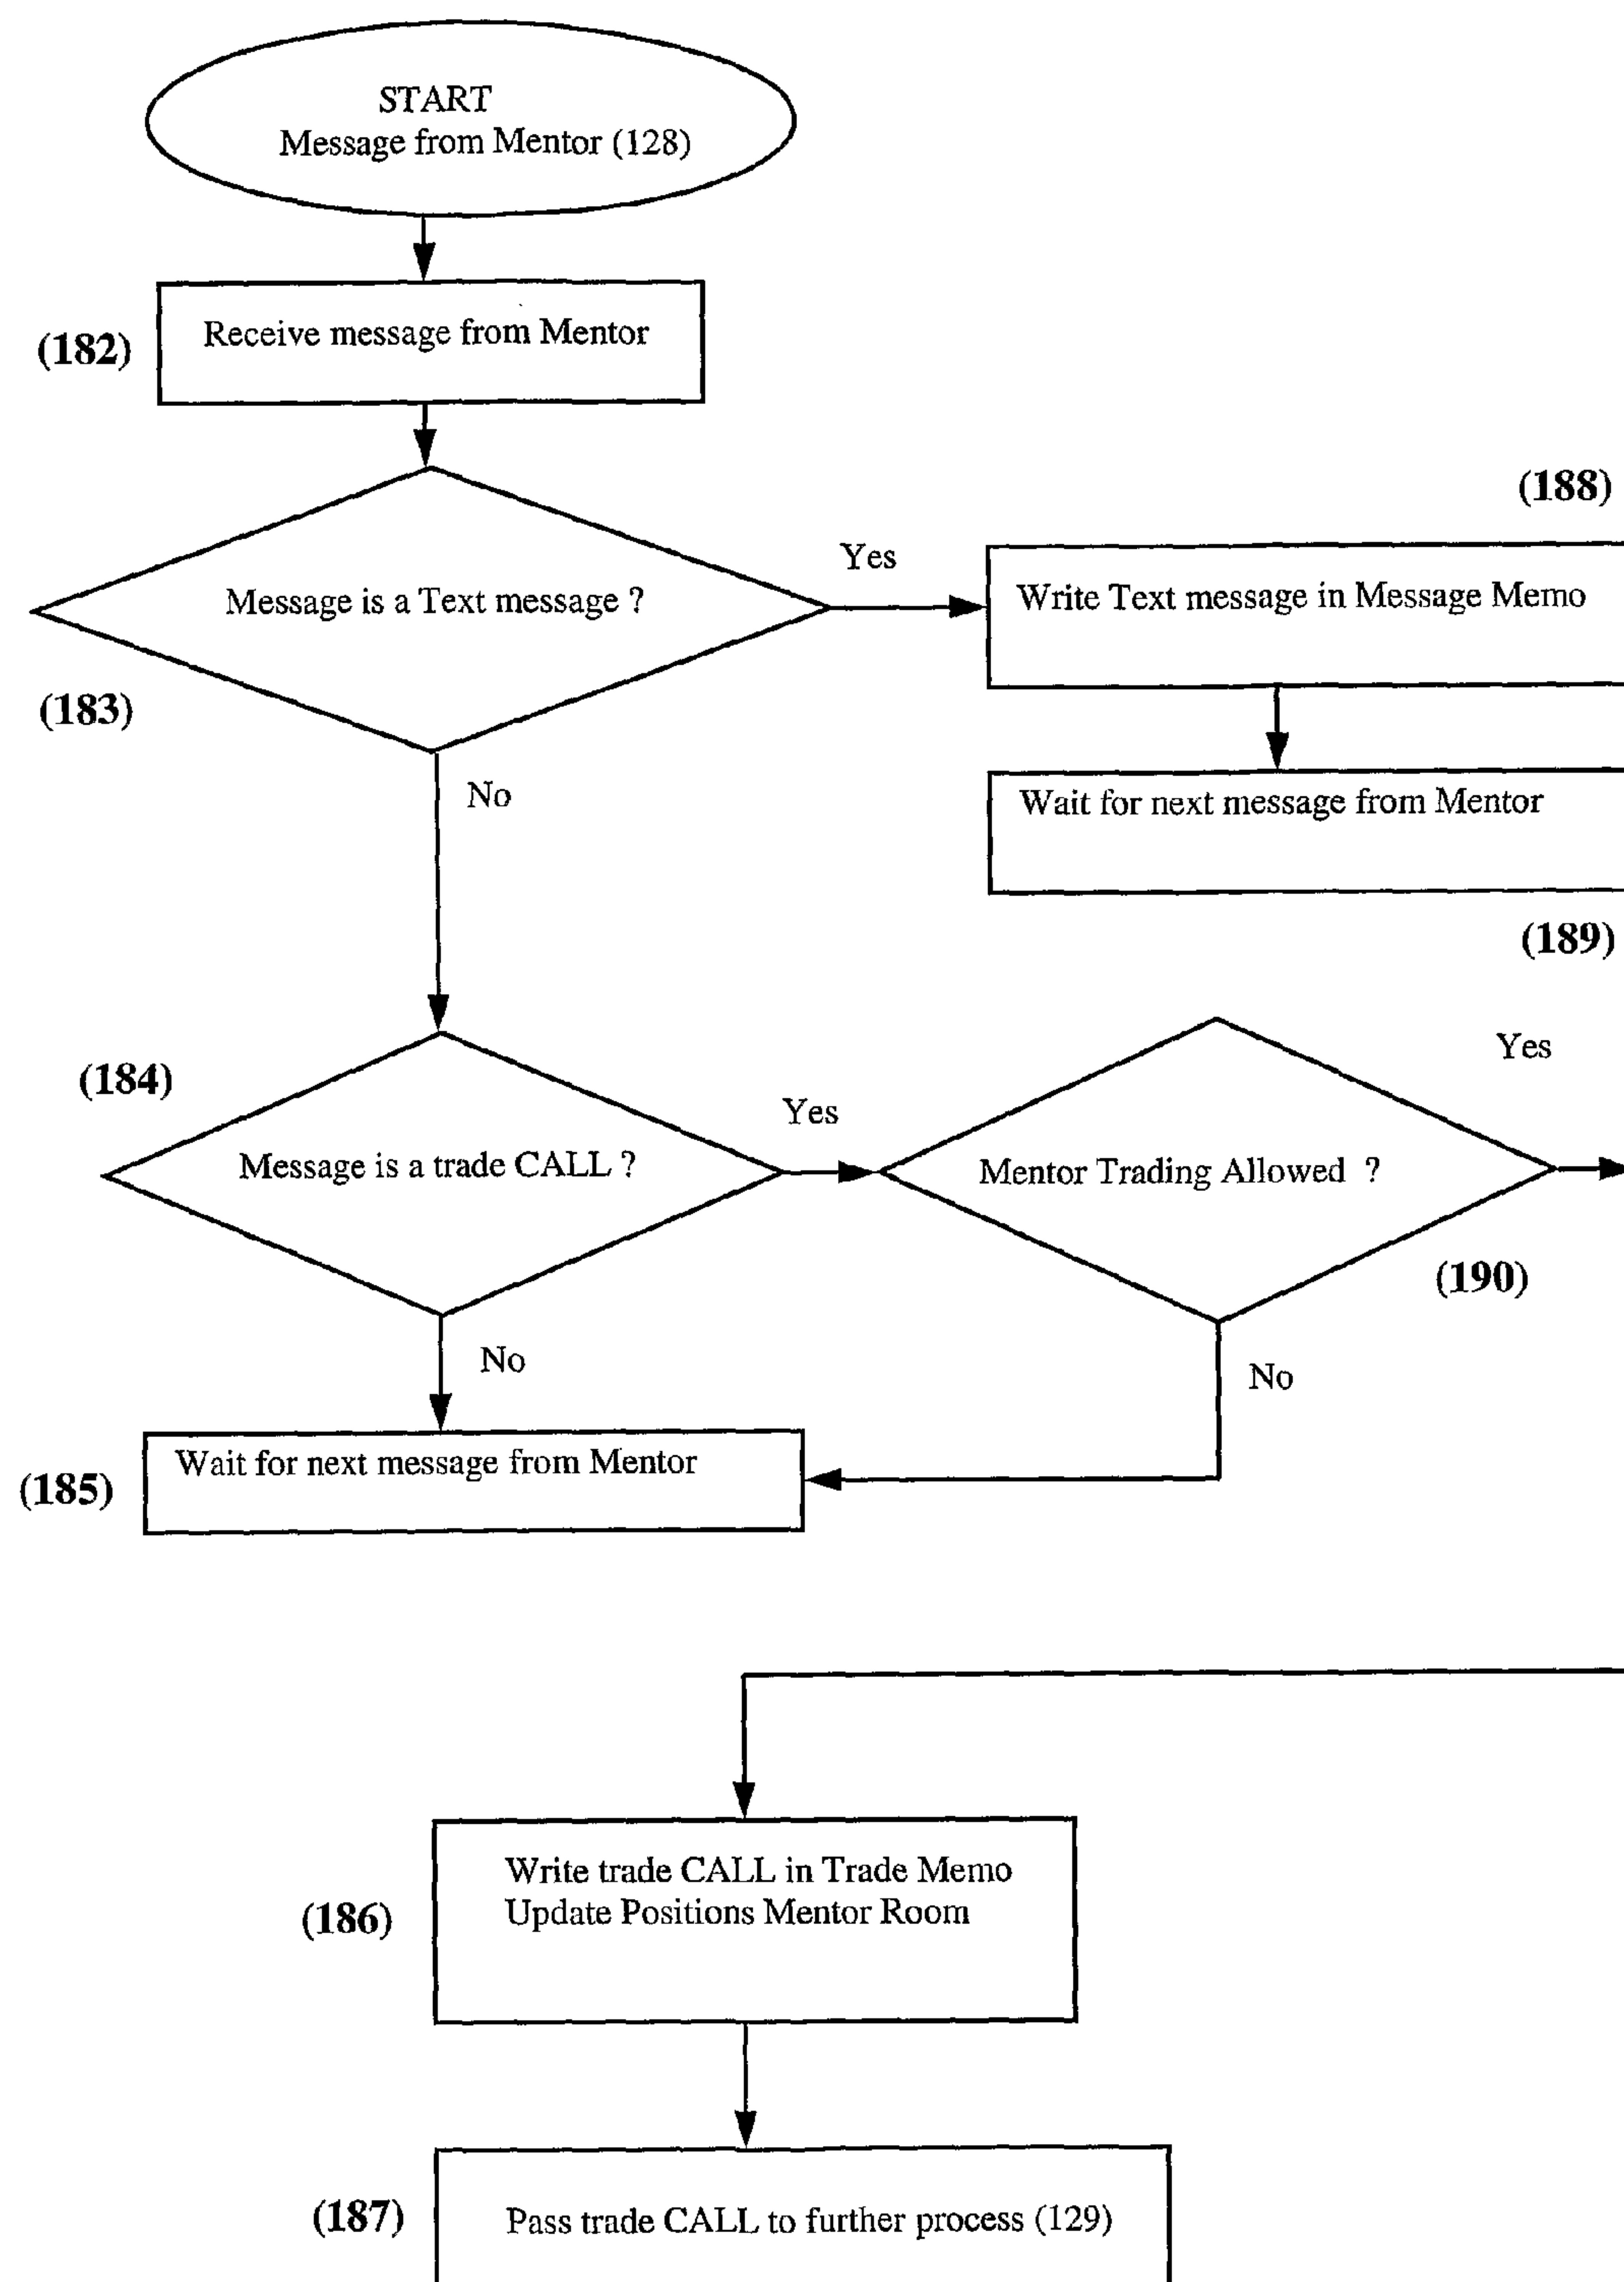 START
Message from Mentor (128)
(182)
Receive message from Mentor
Message is a Text message ?
(183)
Yes
No
(188)
Write Text message in Message Memo
Wait for next message from Mentor
(189)
(184)
Message is a trade CALL ?
Yes
No
Mentor Trading Allowed ?
Yes
(190)
No
(185)
Wait for next message from Mentor
(186)
Write trade CALL in Trade Memo
Update Positions Mentor Room
(187)
Pass trade CALL to further process (129)